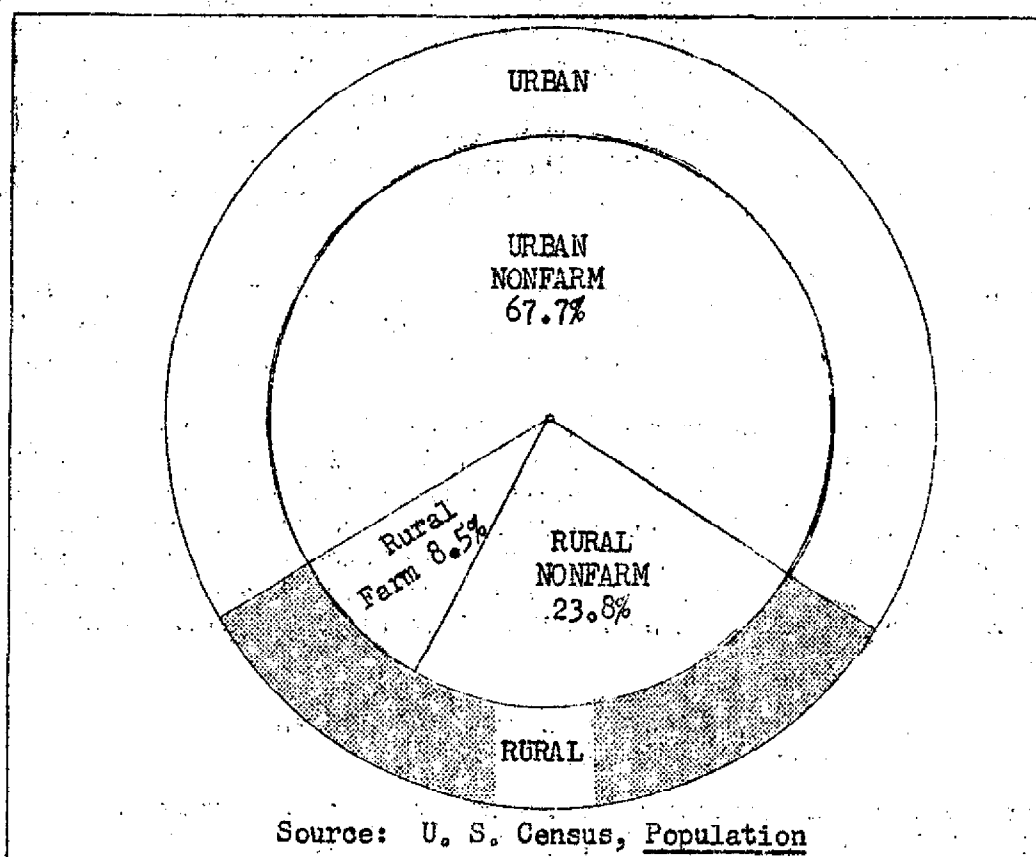 URBAN
URBAN
NONFARM
67.7%
Rural
Farm 8.5%
RURAL
NONFARM
23.8%
RURAL
Source: U. S. Census, Population